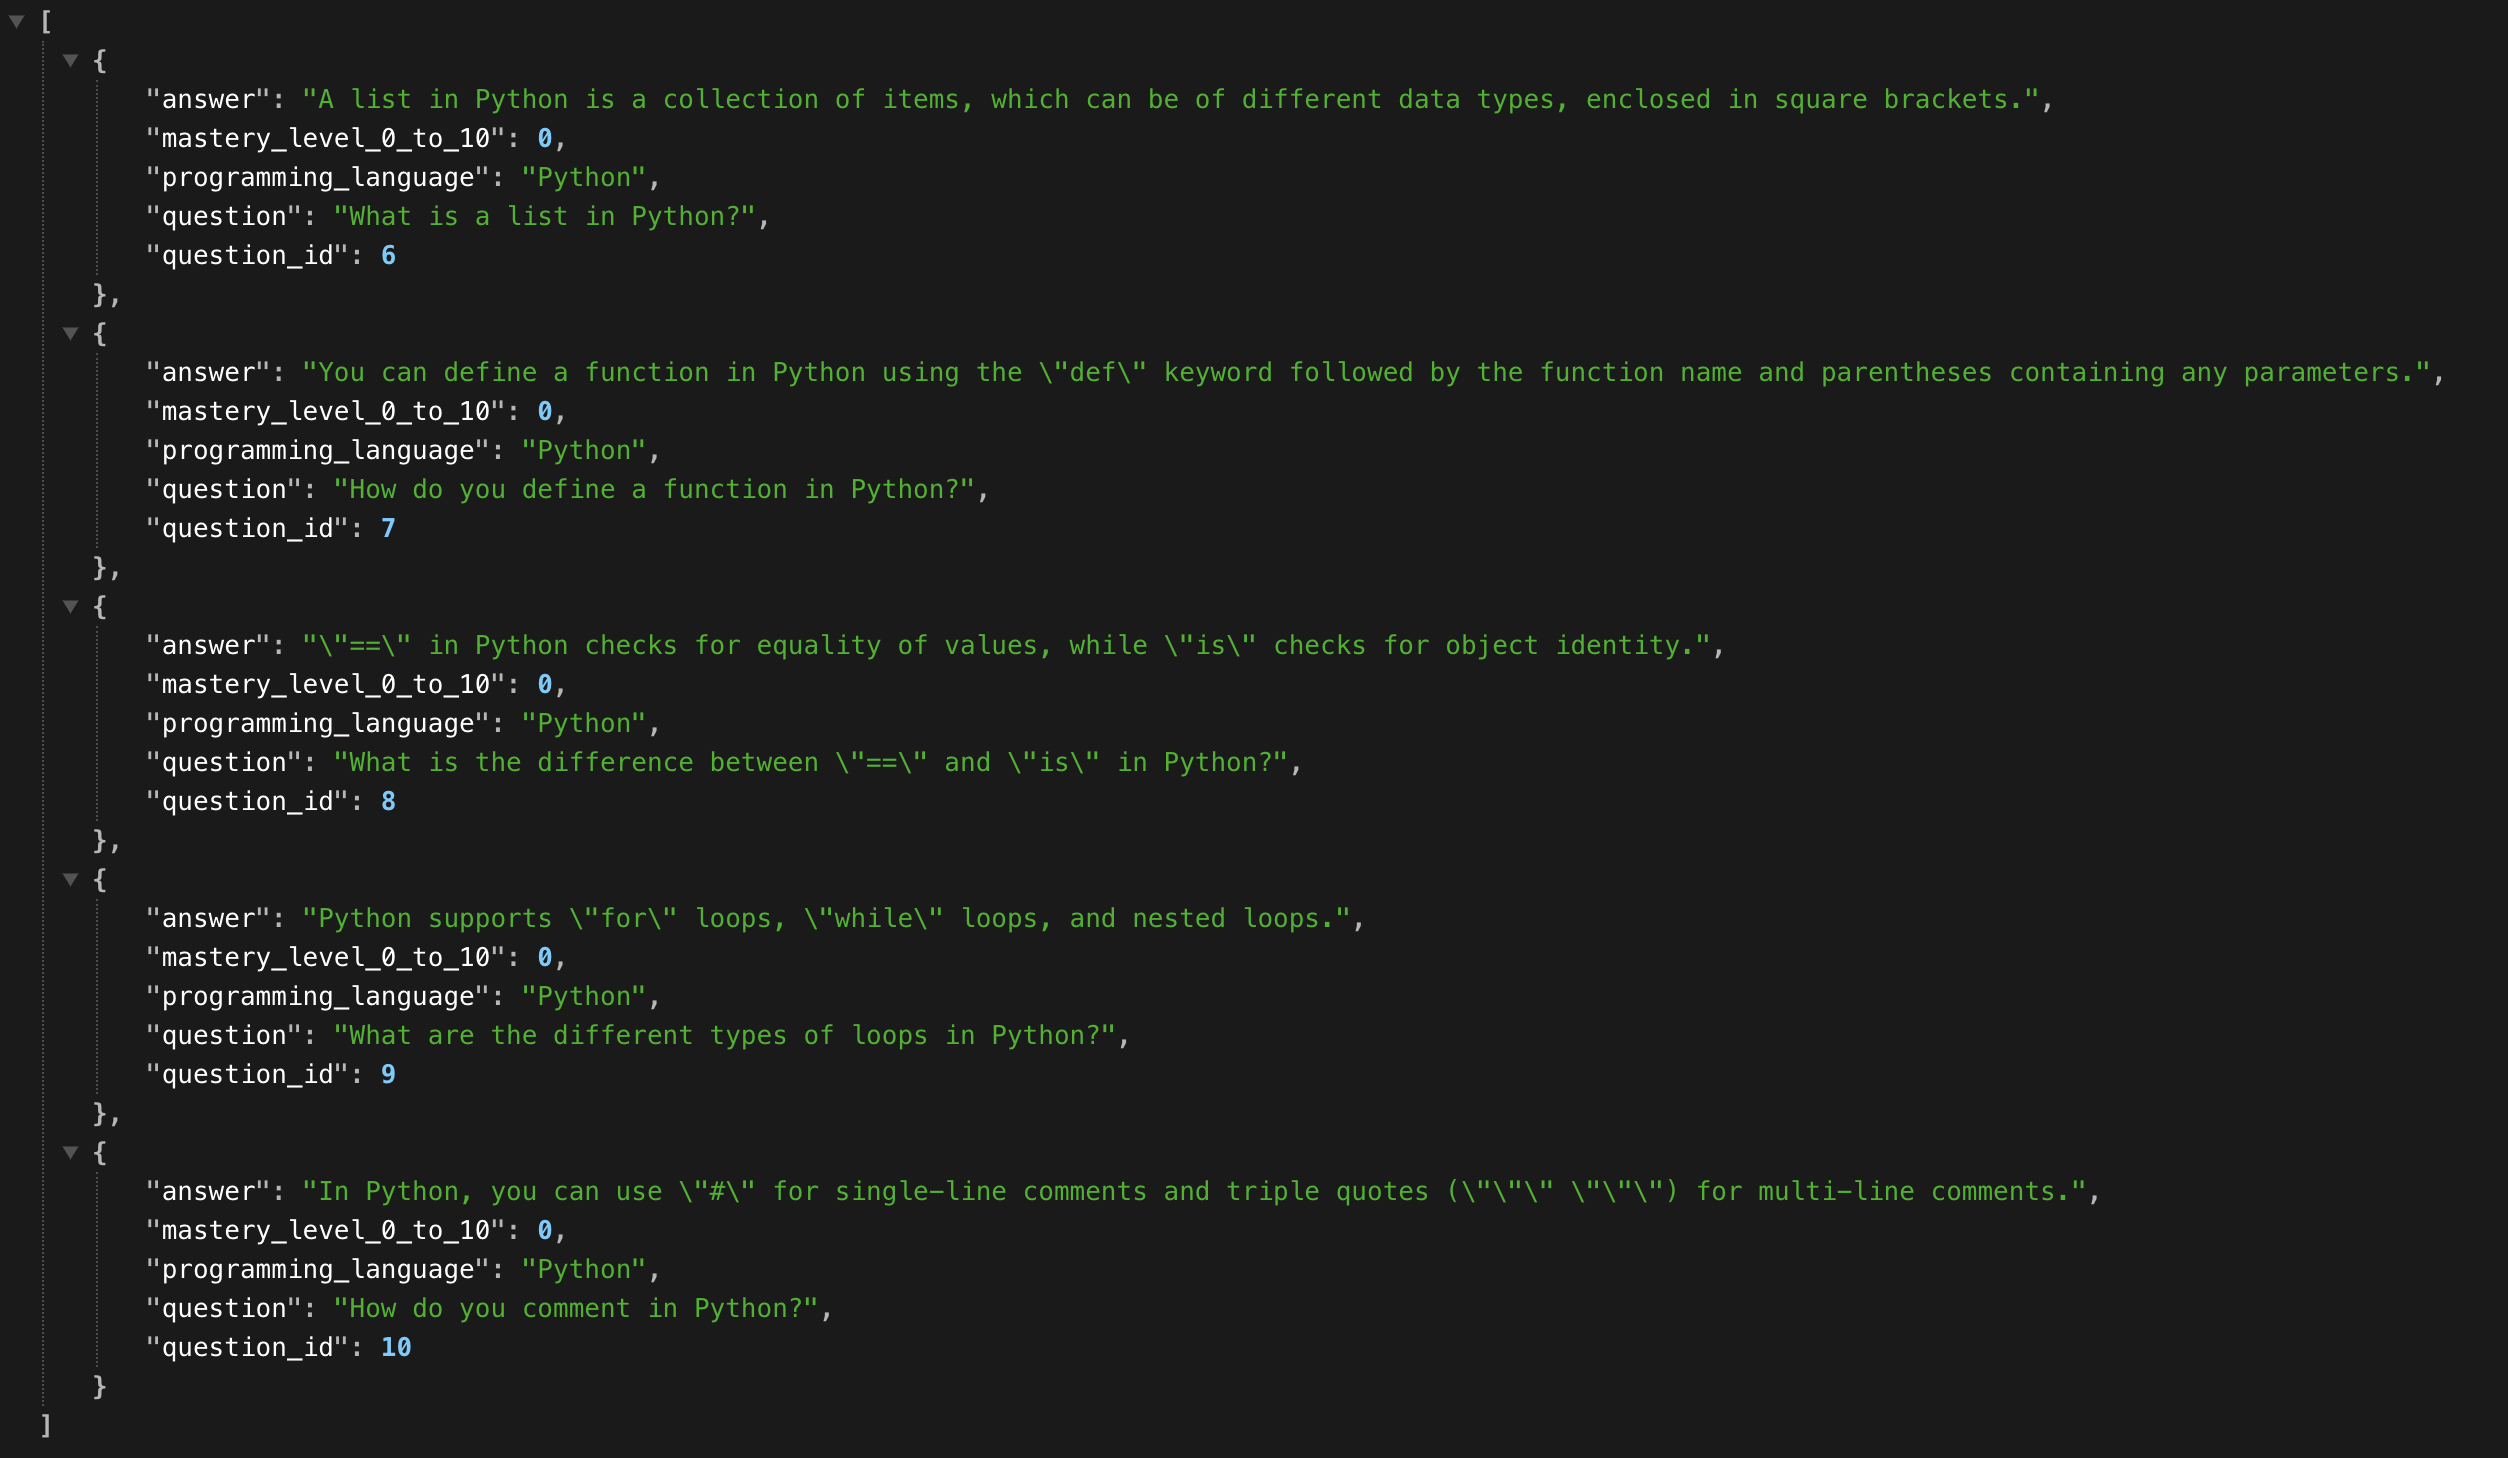 [
{
"answer": "A list in Python is a collection of items, which can be of different data types, enclosed in square brackets.",
"mastery_level_0_to_10": 0,
"programming_language": "Python",
"question": "What is a list in Python?",
"question_id": 6
},
{
"answer": "You can define a function in Python using the \"def\" keyword followed by the function name and parentheses containing any parameters.",
"mastery_level_0_to_10": 0,
"programming_language": "Python",
"question": "How do you define a function in Python?",
"question_id": 7
},
{
"answer": "\"==\" in Python checks for equality of values, while \"is\" checks for object identity.",
"mastery_level_0_to_10": 0,
"programming_language": "Python",
"question": "What is the difference between \"==\" and \"is\" in Python?",
"question_id": 8
},
{
"answer": "Python supports \"for\" loops, \"while\" loops, and nested loops.",
"mastery_level_0_to_10": 0,
"programming_language": "Python",
"question": "What are the different types of loops in Python?",
"question_id": 9
},
{
"answer": "In Python, you can use \"#\" for single-line comments and triple quotes (\"\"\" \"\"\") for multi-line comments.",
"mastery_level_0_to_10": 0,
"programming_language": "Python",
"question": "How do you comment in Python?",
"question_id": 10
}
]